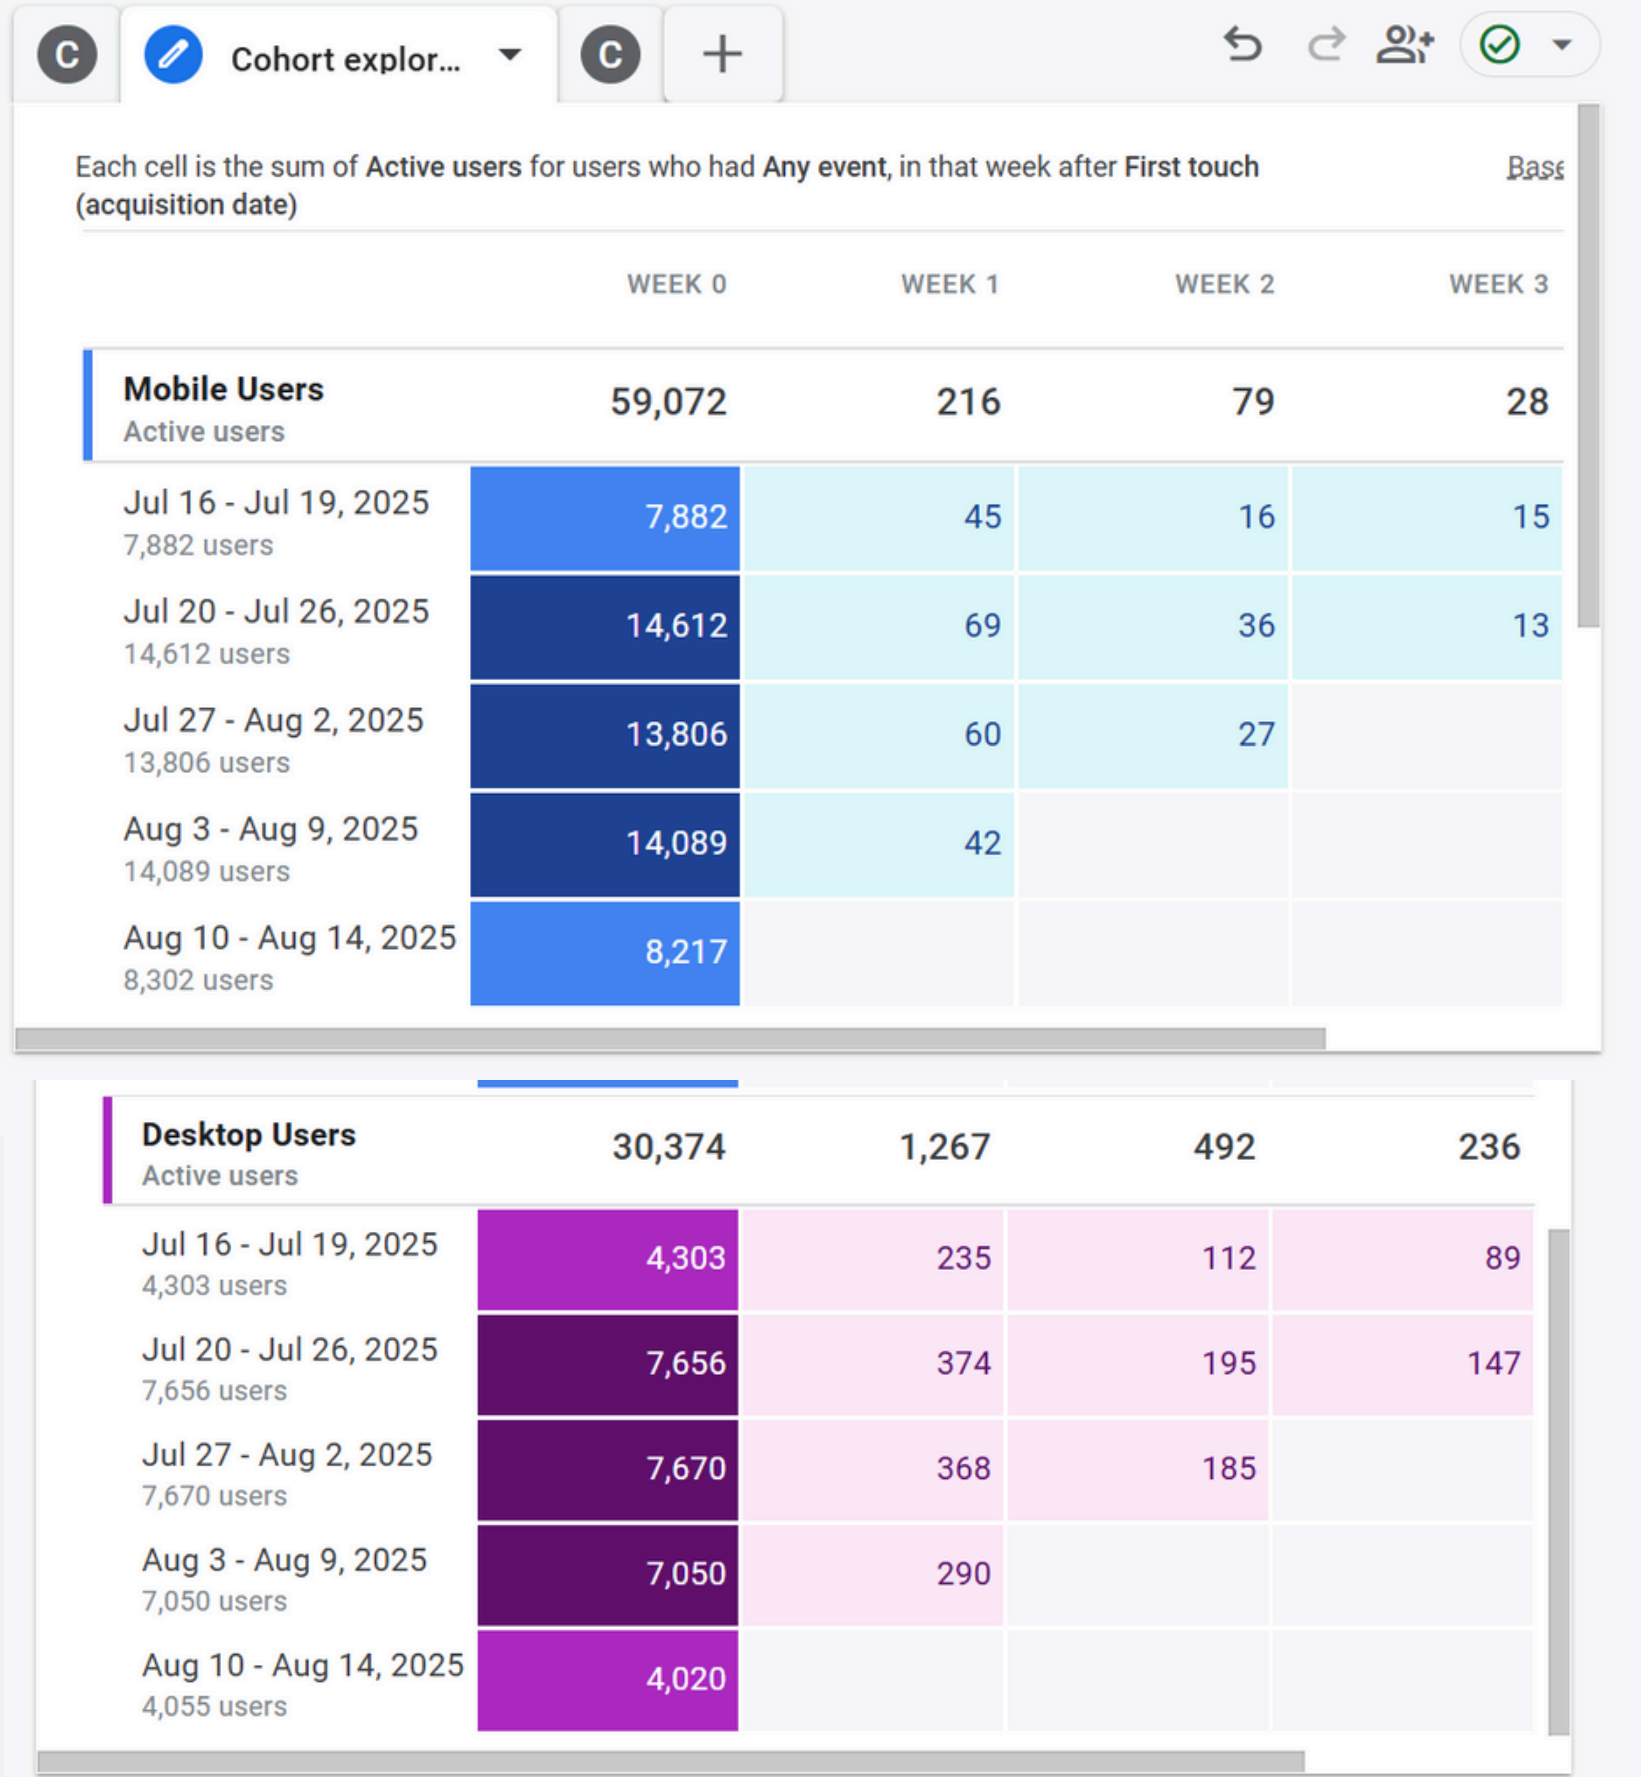 C
Cohort explor...
C
Each cell is the sum of Active users for users who had Any event, in that week after First touch
(acquisition date)
Base
WEEK 0 WEEK 1 WEEK 2 WEEK 3
Mobile Users 59,072 216 79 28
Active users
Jul 16 - Jul 19, 2025 7,882 45 16 15
7,882 users
Jul 20 - Jul 26, 2025 14,612 69 36 13
14,612 users
Jul 27 - Aug 2, 2025 13,806 60 27
13,806 users
Aug 3 - Aug 9, 2025 14,089 42
14,089 users
Aug 10 - Aug 14, 2025 8,217
8,302 users
Desktop Users 30,374 1,267 492 236
Active users
Jul 16 - Jul 19, 2025 4,303 235 112 89
4,303 users
Jul 20 - Jul 26, 2025 7,656 374 195 147
7,656 users
Jul 27 - Aug 2, 2025 7,670 368 185
7,670 users
Aug 3 - Aug 9, 2025 7,050 290
7,050 users
Aug 10 - Aug 14, 2025 4,020
4,055 users